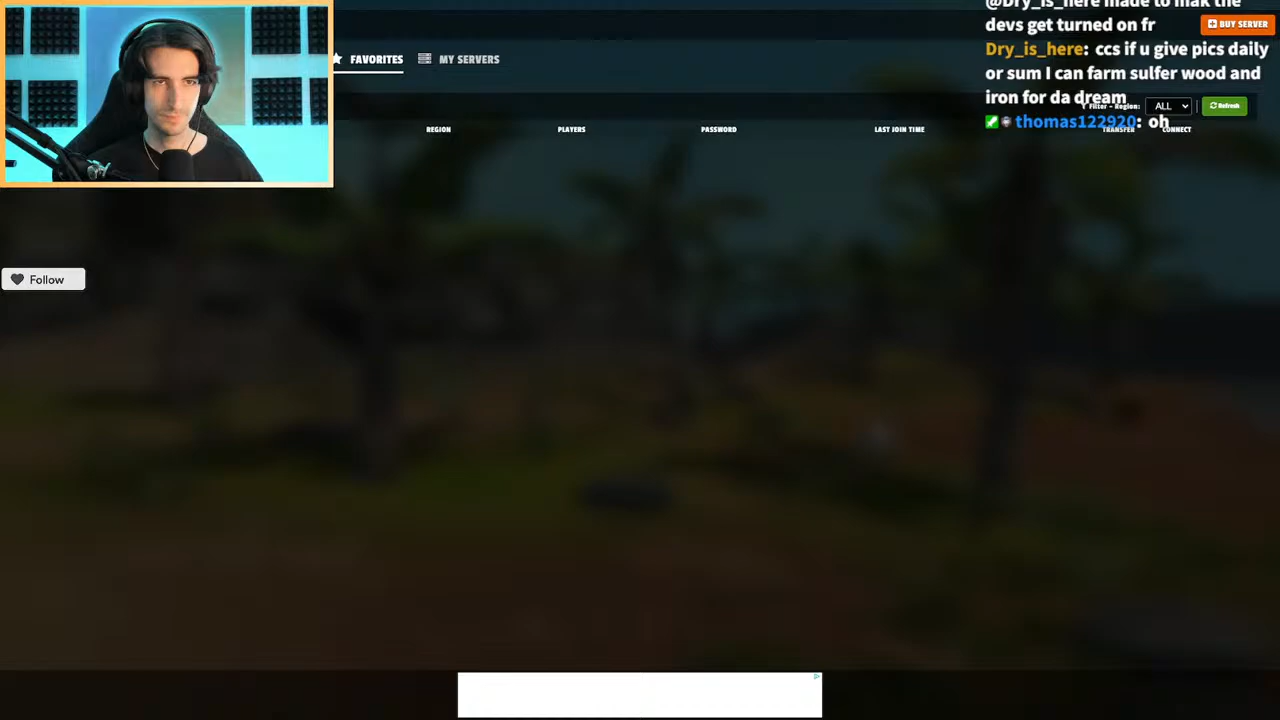 @Dry_is_here made to mak the
devs get turned on fr
BUY SERVER
Dry_is_here: ccs if u give pics daily
or sum I can farm sulfer wood and
iron for da dream
FAVORITES MY SERVERS
Filter - Region: ALL Refresh
thomas122920: oh
REGION PLAYERS PASSWORD LAST JOIN TIME TRANSFER CONNECT
Follow